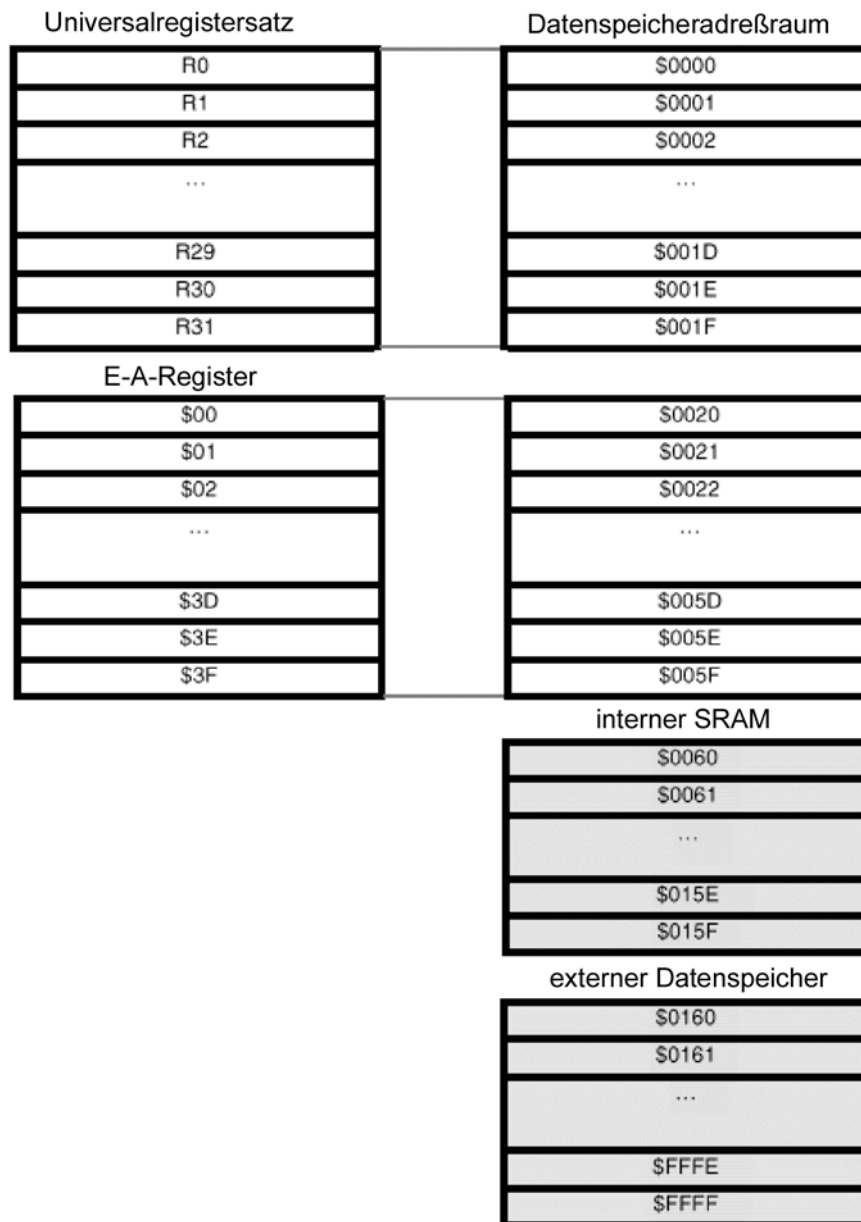 Universalregistersatz
Datenspeicheradreßraum
R0
$0000
R1
$0001
R2
$0002
...
...
R29
$001D
R30
$001E
R31
$001F
E-A-Register
$00
$0020
$01
$0021
$02
$0022
...
...
$3D
$005D
$3E
$005E
$3F
$005F
interner SRAM
$0060
$0061
...
$015E
$015F
externer Datenspeicher
$0160
$0161
...
$FFFE
$FFFF